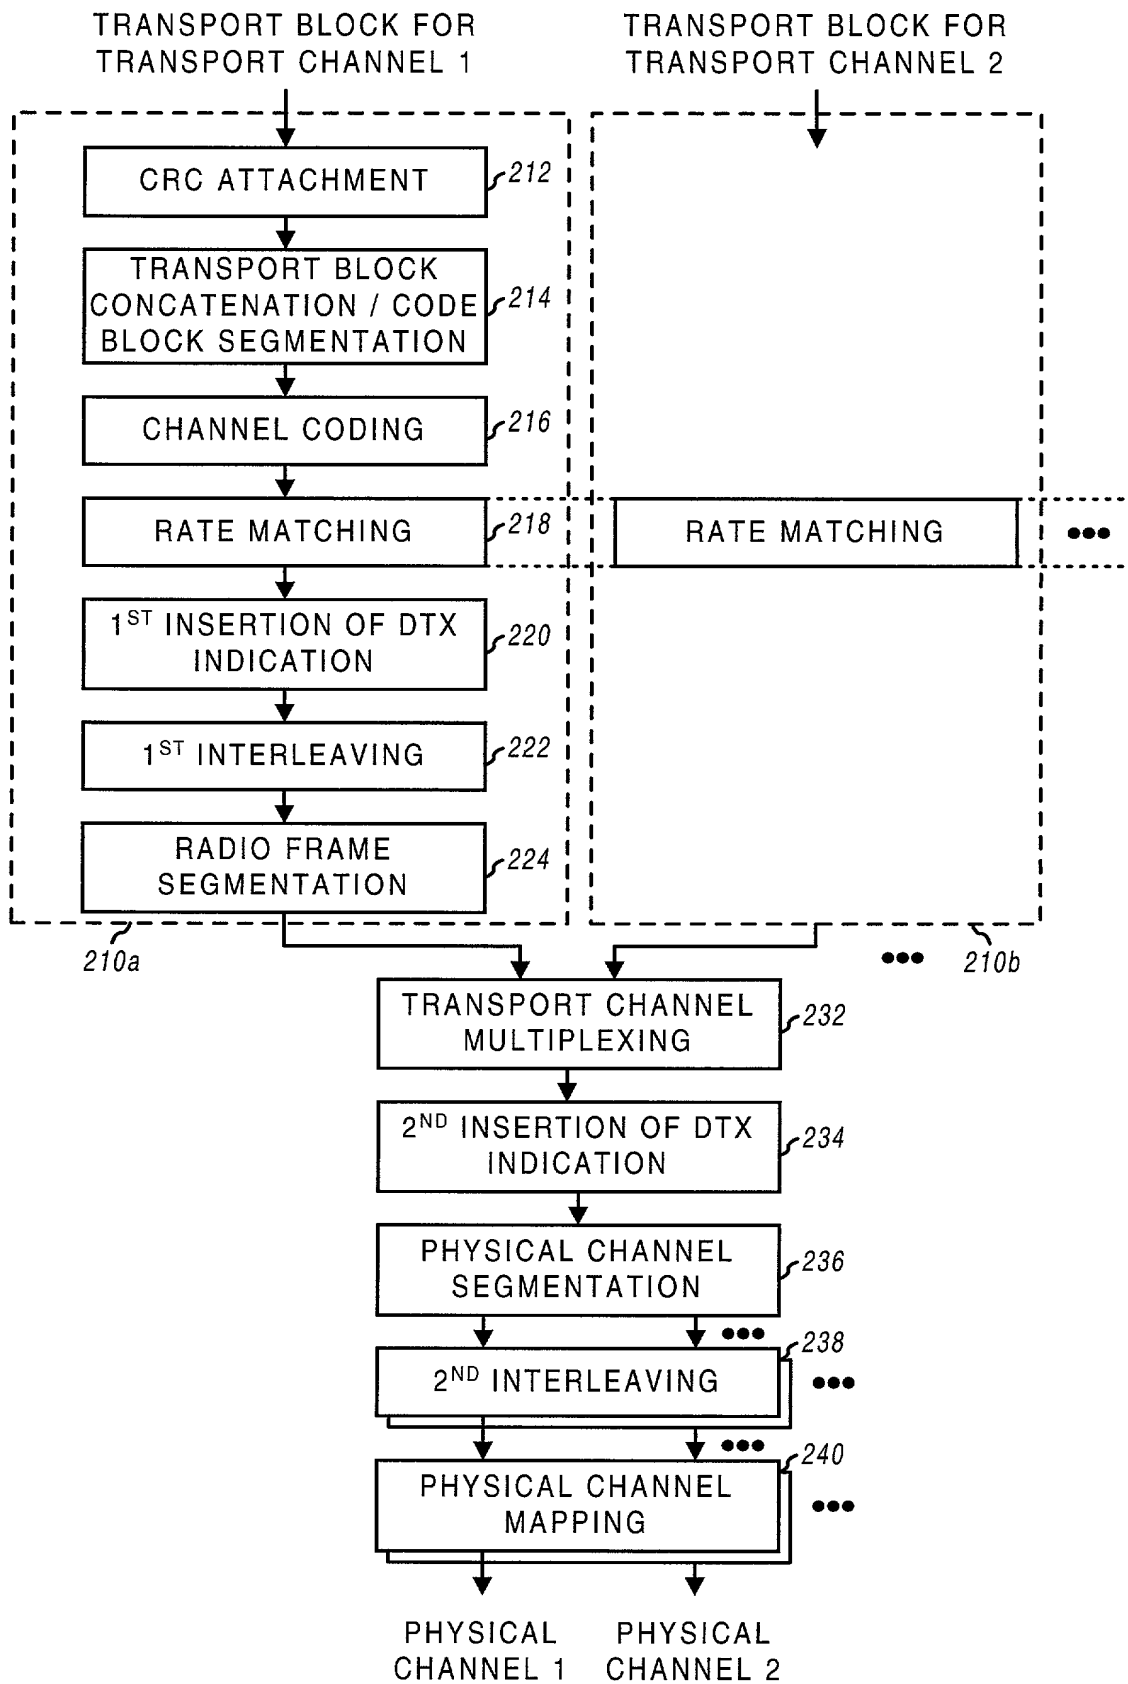 TRANSPORT BLOCK FOR
TRANSPORT CHANNEL 1
TRANSPORT BLOCK FOR
TRANSPORT CHANNEL 2
CRC ATTACHMENT
212
TRANSPORT BLOCK
CONCATENATION / CODE
BLOCK SEGMENTATION
214
CHANNEL CODING
216
RATE MATCHING
218
RATE MATCHING
1ST INSERTION OF DTX
INDICATION
220
1ST INTERLEAVING
222
RADIO FRAME
SEGMENTATION
224
210a
210b
TRANSPORT CHANNEL
MULTIPLEXING
232
2ND INSERTION OF DTX
INDICATION
234
PHYSICAL CHANNEL
SEGMENTATION
236
238
2ND INTERLEAVING
240
PHYSICAL CHANNEL
MAPPING
PHYSICAL
CHANNEL 1
PHYSICAL
CHANNEL 2